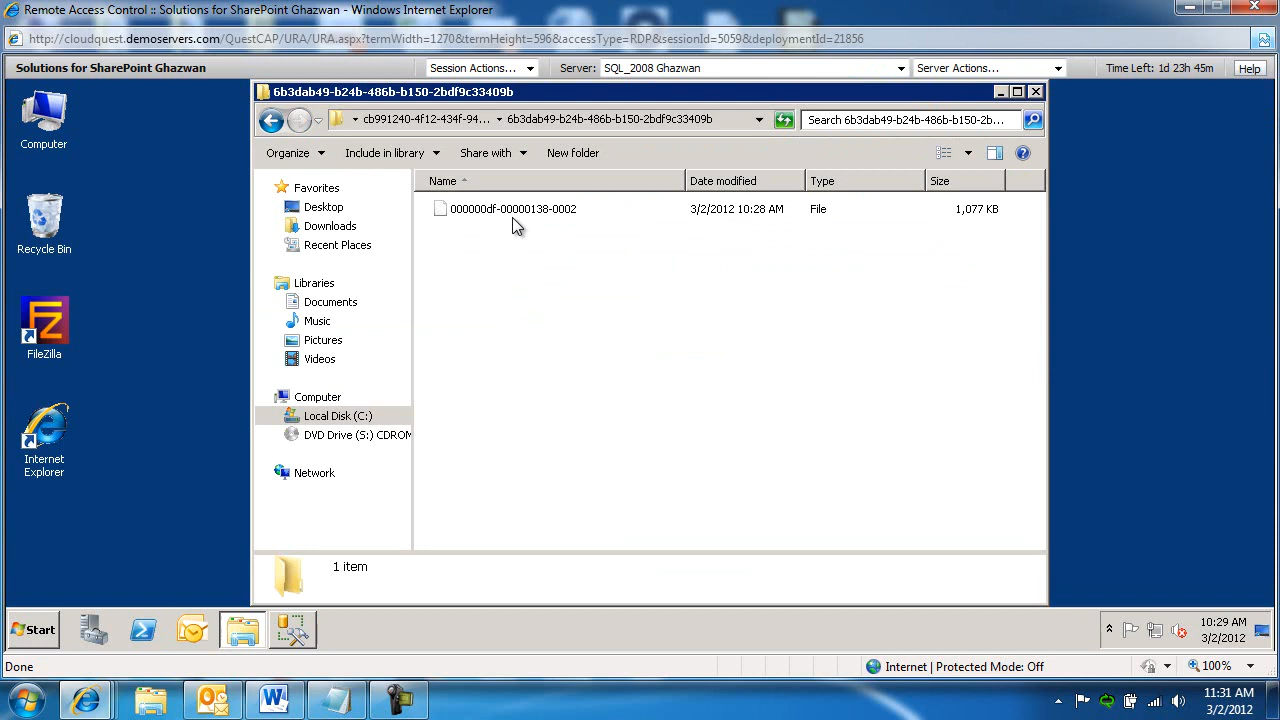 Remote Access Control :: Solutions for SharePoint Ghazwan - Windows Internet Explorer
http://cloudquest.demoservers.com/QuestCAP/URA/URA.aspx?termWidth=1270&termHeight=596&accessType=RDP&sessionId=5059&deploymentId=21856
Solutions for SharePoint Ghazwan
Session Actions...
Server:
SQL_2008 Ghazwan
Server Actions...
Time Left: 1d 23h 45m
Help
6b3dab49-b24b-486b-b150-2bdf9c33409b
cb991240-4f12-434f-94...
6b3dab49-b24b-486b-b150-2bdf9c33409b
Search 6b3dab49-b24b-486b-b150-2b...
Organize
Include in library
Share with
New folder
Computer
Recycle Bin
FileZilla
Internet
Explorer
Favorites
Desktop
Downloads
Recent Places
Libraries
Documents
Music
Pictures
Videos
Computer
Local Disk (C:)
DVD Drive (S:) CDROM
Network
Name
Date modified
Type
Size
000000df-00000138-0002
3/2/2012 10:28 AM
File
1,077 KB
1 item
Start
10:29 AM
3/2/2012
Done
Internet | Protected Mode: Off
100%
11:31 AM
3/2/2012